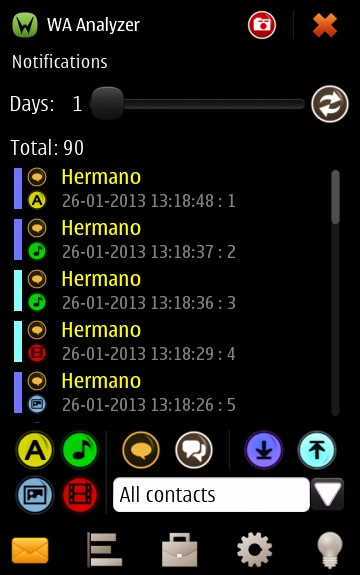 WA Analyzer
Notifications
Days: 1
Total: 90
Hermano
A 26-01-2013 13:18:48 : 1
Hermano
26-01-2013 13:18:37 : 2
Hermano
26-01-2013 13:18:36 : 3
Hermano
26-01-2013 13:18:29 : 4
Hermano
26-01-2013 13:18:26 : 5
A
All contacts